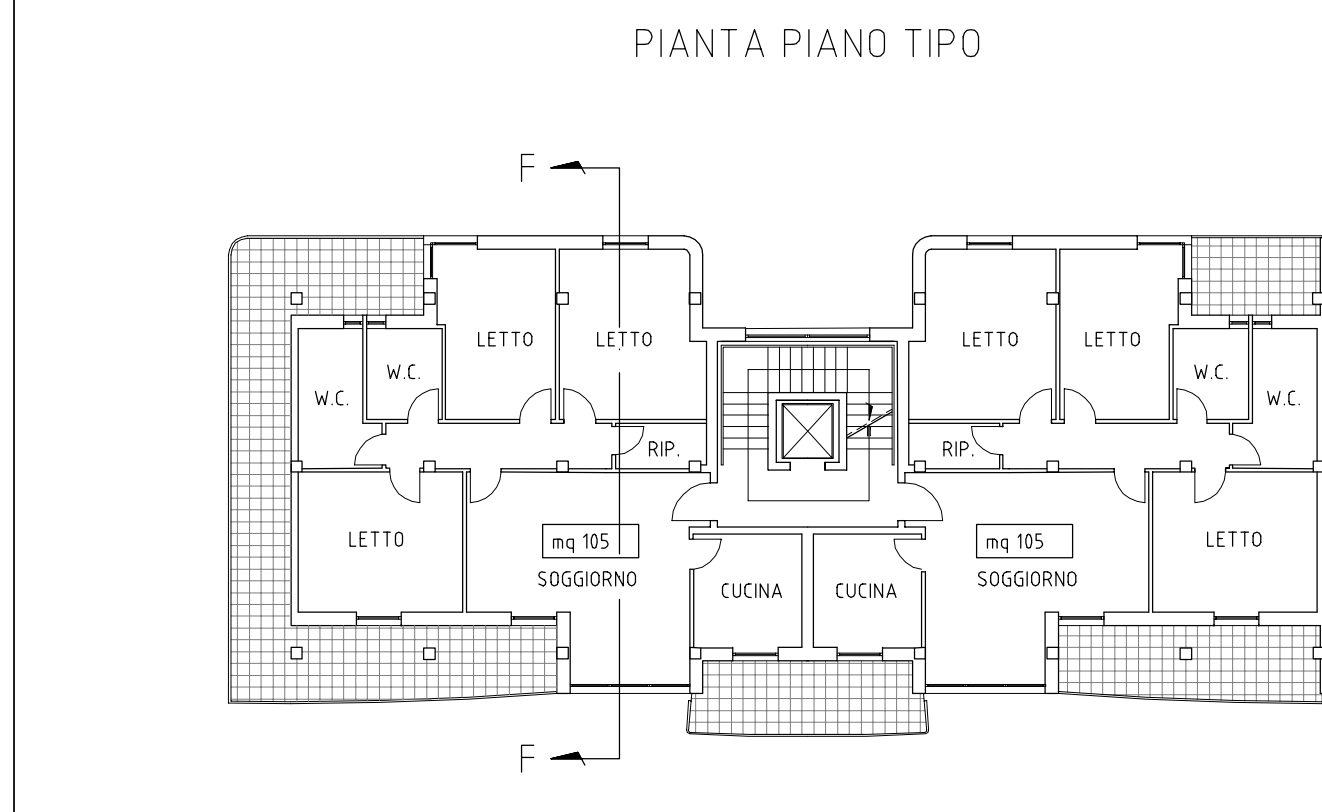 PIANTA PIANO TIPO
F
LETTO LETTO LETTO LETTO
W.C. W.C. W.C. W.C.
RIP. RIP.
LETTO mq 105 mq 105 LETTO
SOGGIORNO SOGGIORNO
CUCINA CUCINA
F